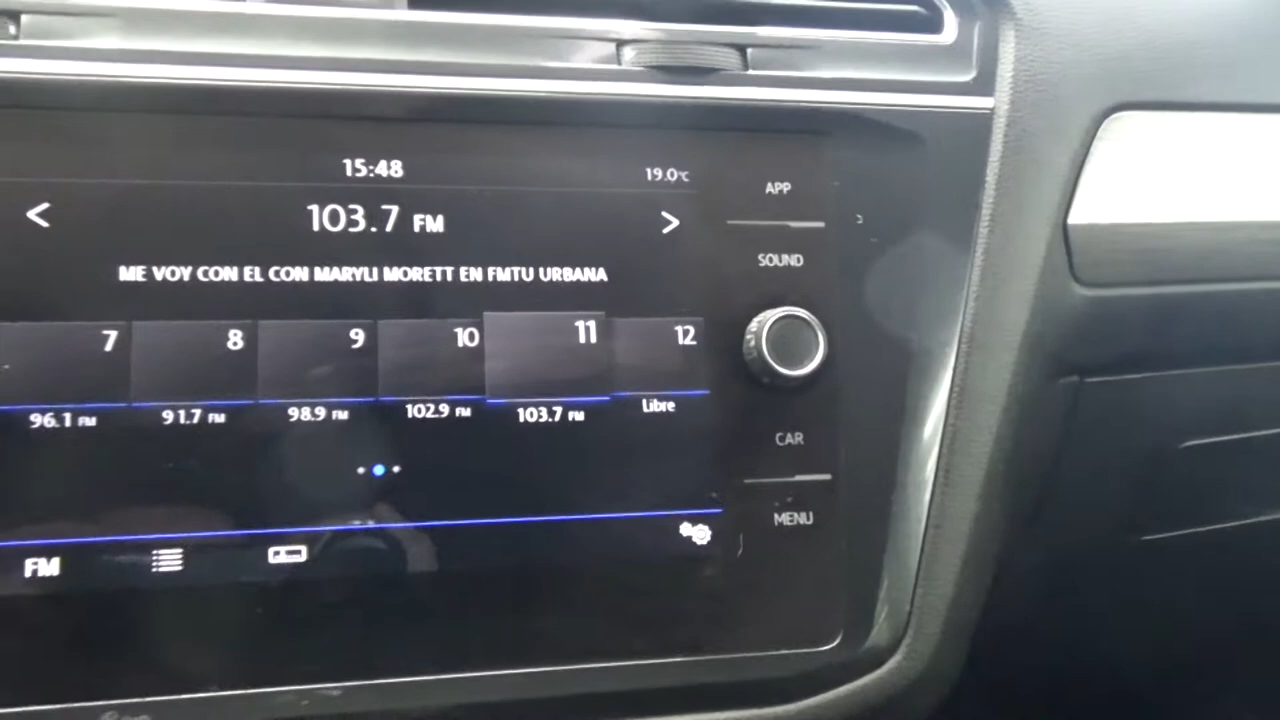 15:48
19.0°C
103.7 FM
ME VOY CON EL CON MARYLI MORETT EN FMTU URBANA
7 8 9 10 11 12
96.1 FM 91.7 FM 98.9 FM 102.9 FM 103.7 FM Libre
FM
APP
SOUND
CAR
MENU